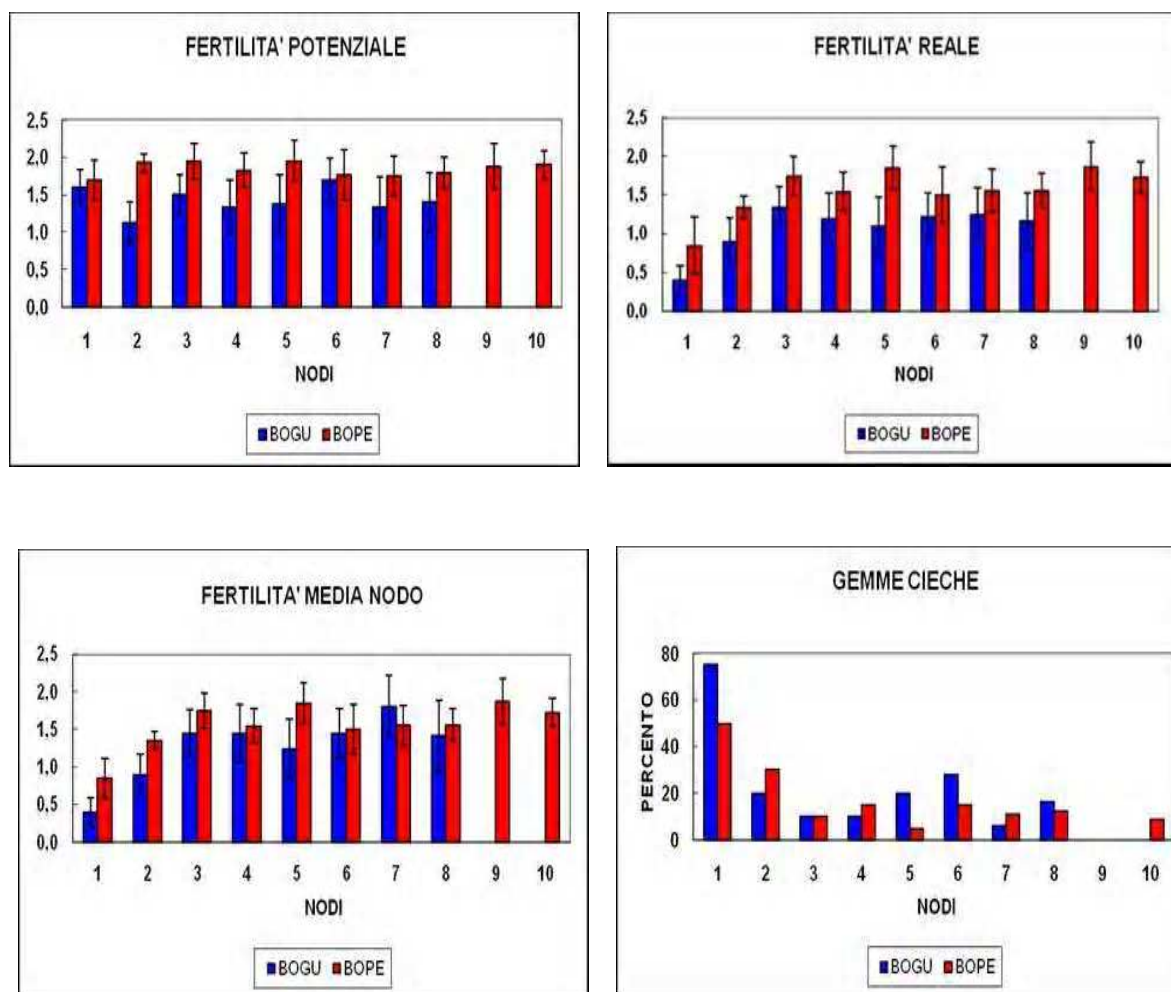 FERTILITA' POTENZIALE
2,5
2,0
1,5
1,0
0,5
0,0
1 2 3 4 5 6 7 8 9 10
NODI
BOGU BOPE
FERTILITA' REALE
2,5
2,0
1,5
1,0
0,5
0,0
1 2 3 4 5 6 7 8 9 10
NODI
BOGU BOPE
FERTILITA' MEDIA NODO
2,5
2,0
1,5
1,0
0,5
0,0
1 2 3 4 5 6 7 8 9 10
NODI
BOGU BOPE
GEMME CIECHE
PERCENTO
80
60
40
20
0
1 2 3 4 5 6 7 8 9 10
NODI
BOGU BOPE